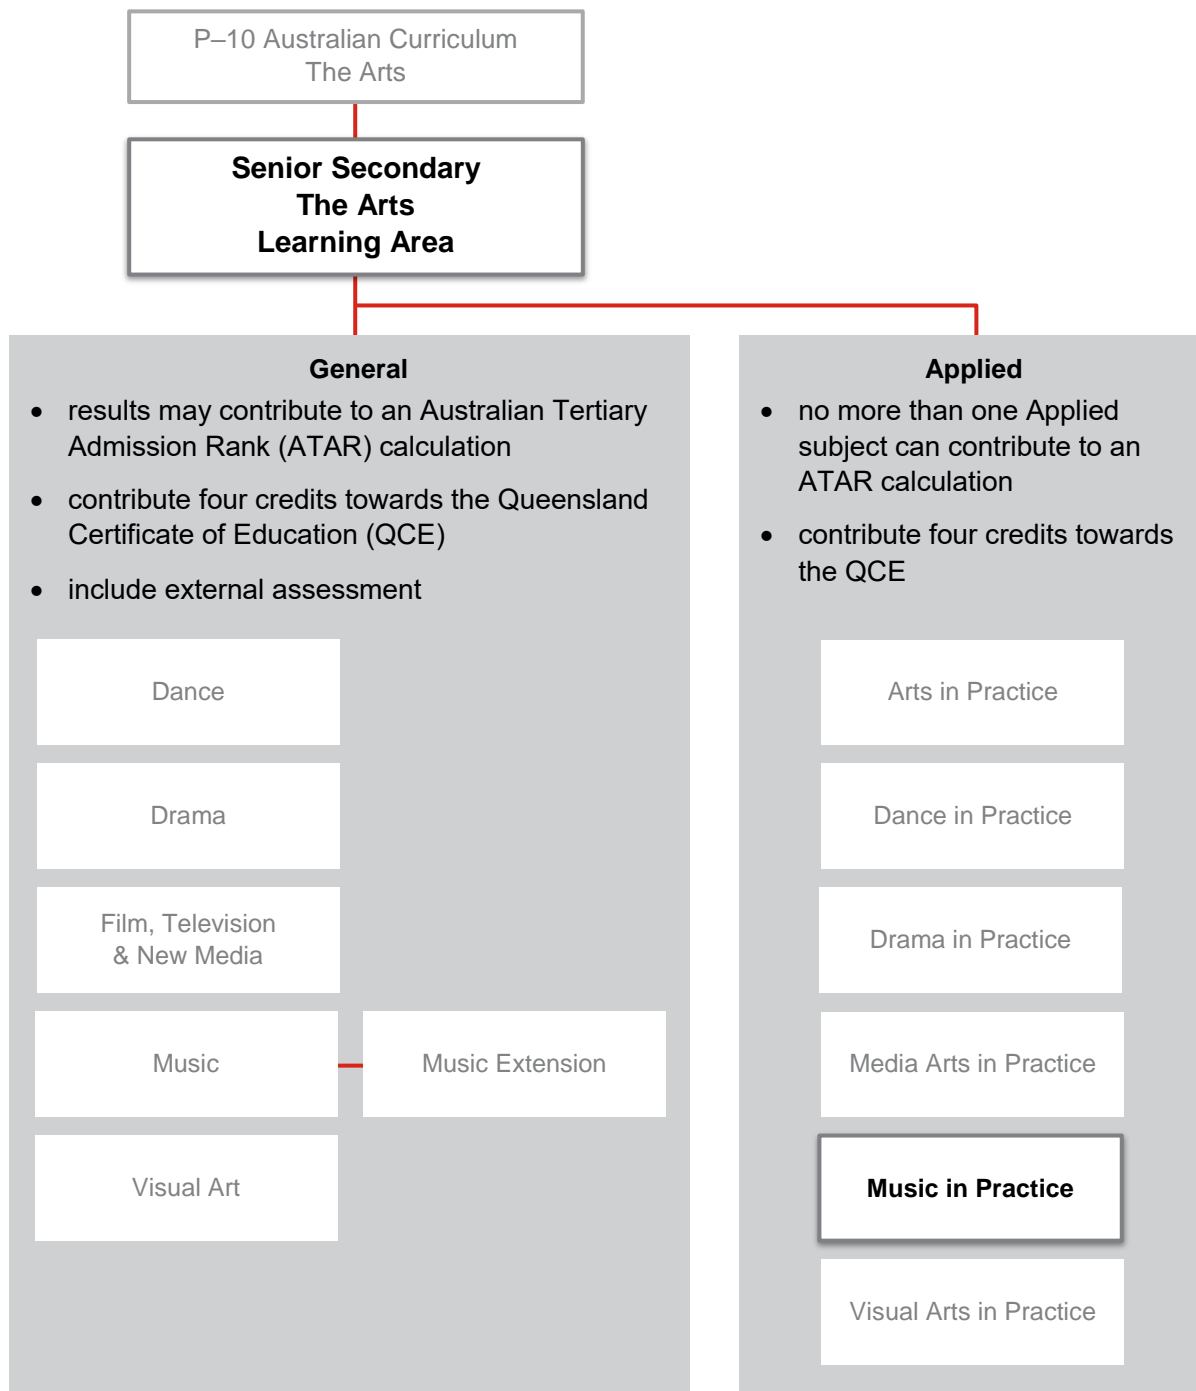 P–10 Australian Curriculum
The Arts
Senior Secondary
The Arts
Learning Area
General
• results may contribute to an Australian Tertiary
Admission Rank (ATAR) calculation
• contribute four credits towards the Queensland
Certificate of Education (QCE)
• include external assessment
Dance
Drama
Film, Television
& New Media
Music
Music Extension
Visual Art
Applied
• no more than one Applied
subject can contribute to an
ATAR calculation
• contribute four credits towards
the QCE
Arts in Practice
Dance in Practice
Drama in Practice
Media Arts in Practice
Music in Practice
Visual Arts in Practice